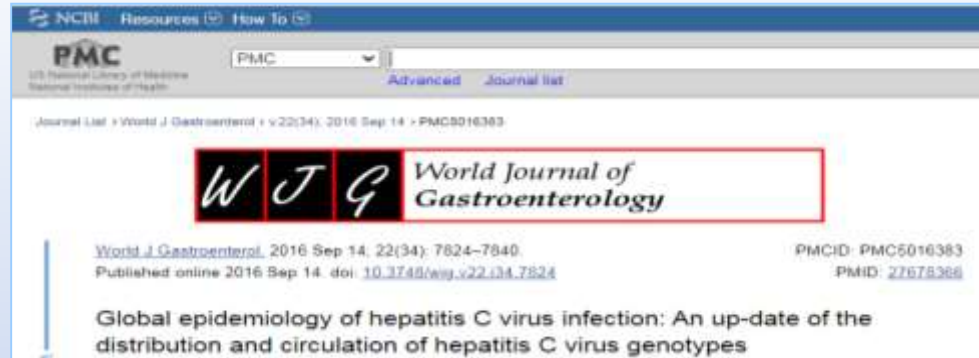 NCBI Resources How To
PMC
PMC
US National Library of Medicine
National Institutes of Health
Advanced Journal list
Journal List > World J Gastroenterol > v.22(34); 2016 Sep 14 > PMC5016383
W J G World Journal of
Gastroenterology
World J Gastroenterol. 2016 Sep 14; 22(34): 7824–7840.
PMCID: PMC5016383
Published online 2016 Sep 14. doi: 10.3748/wjg.v22.i34.7824
PMID: 27678366
Global epidemiology of hepatitis C virus infection: An up-date of the
distribution and circulation of hepatitis C virus genotypes